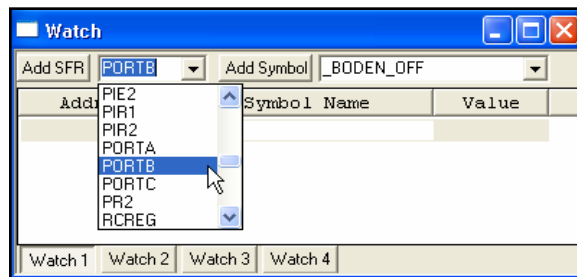 Watch
Add SFR PORTB Add Symbol _BODEN_OFF
Addr Symbol Name Value
PIE2
PIR1
PIR2
PORTA
PORTB
PORTC
PR2
RCREG
Watch 1 Watch 2 Watch 3 Watch 4